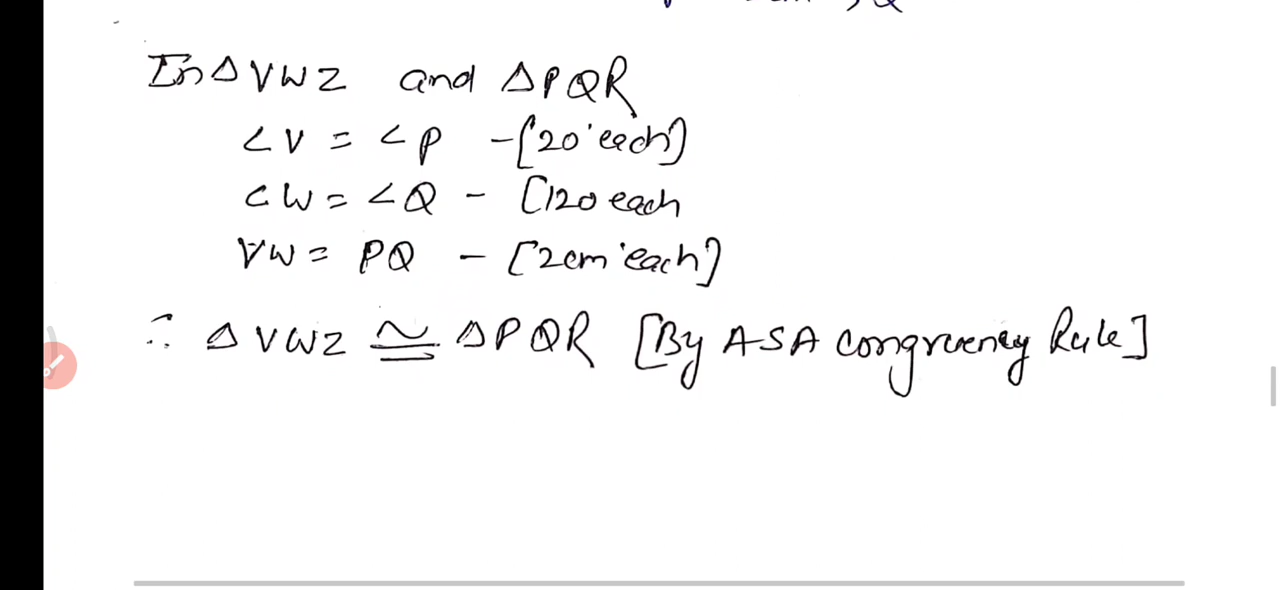 In Δ VWZ and Δ PQR
∠V = ∠P - [20° each]
∠W = ∠Q - [120 each
VW = PQ - [2cm each]
∴ Δ VWZ ≅ Δ PQR [By ASA congruency Rule]